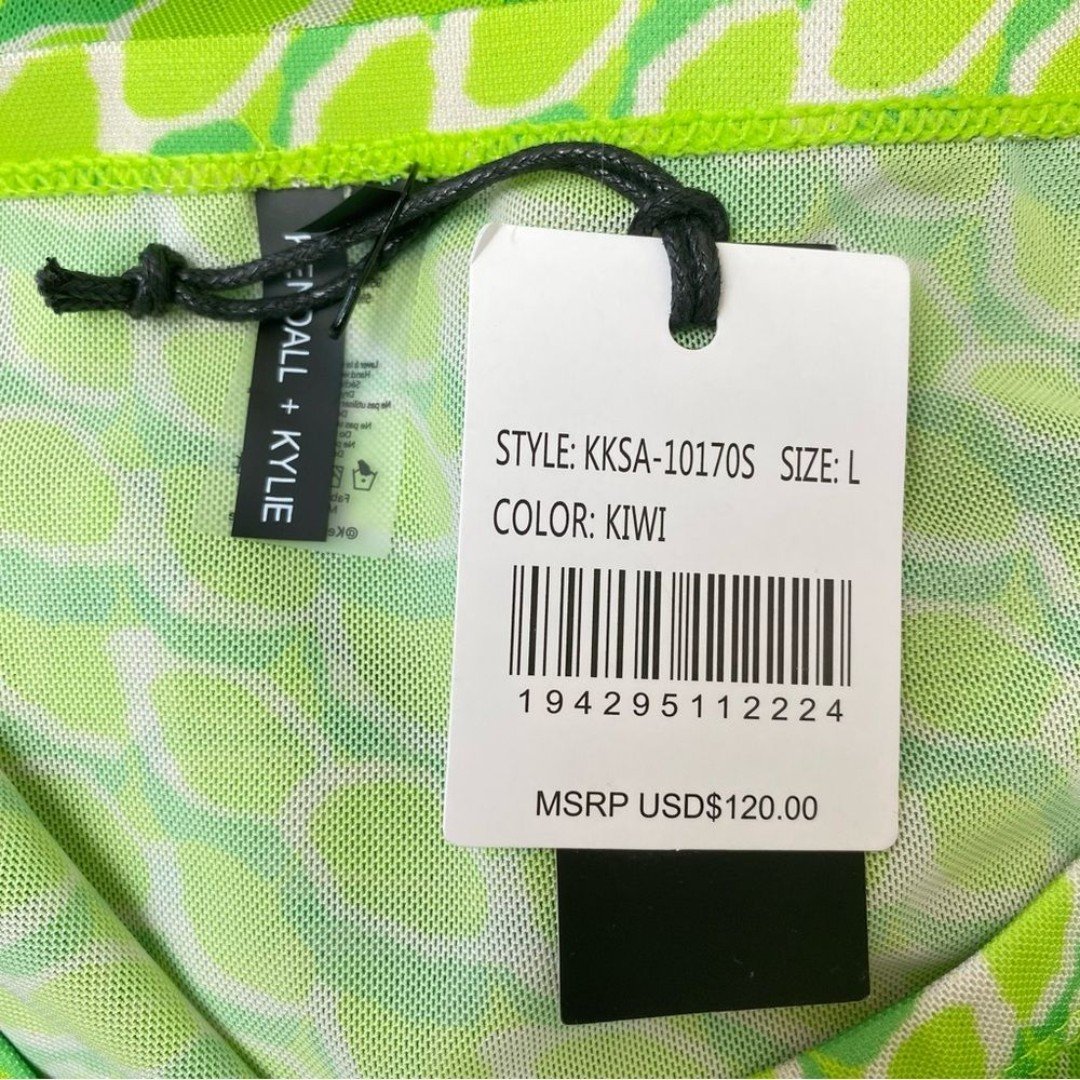 KENDALL + KYLIE
STYLE: KKSA-10170S SIZE: L
COLOR: KIWI
194295112224
MSRP USD$120.00